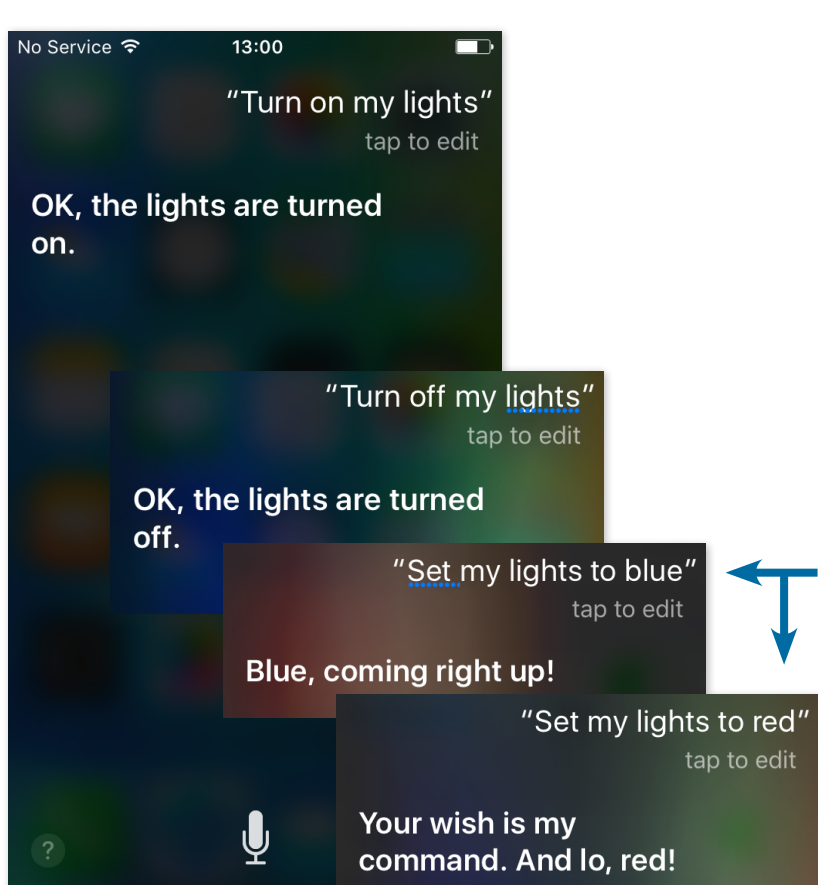 No Service 13:00
“Turn on my lights”
tap to edit
OK, the lights are turned
on.
“Turn off my lights”
tap to edit
OK, the lights are turned
off.
“Set my lights to blue”
tap to edit
Blue, coming right up!
“Set my lights to red”
tap to edit
Your wish is my
command. And lo, red!
?